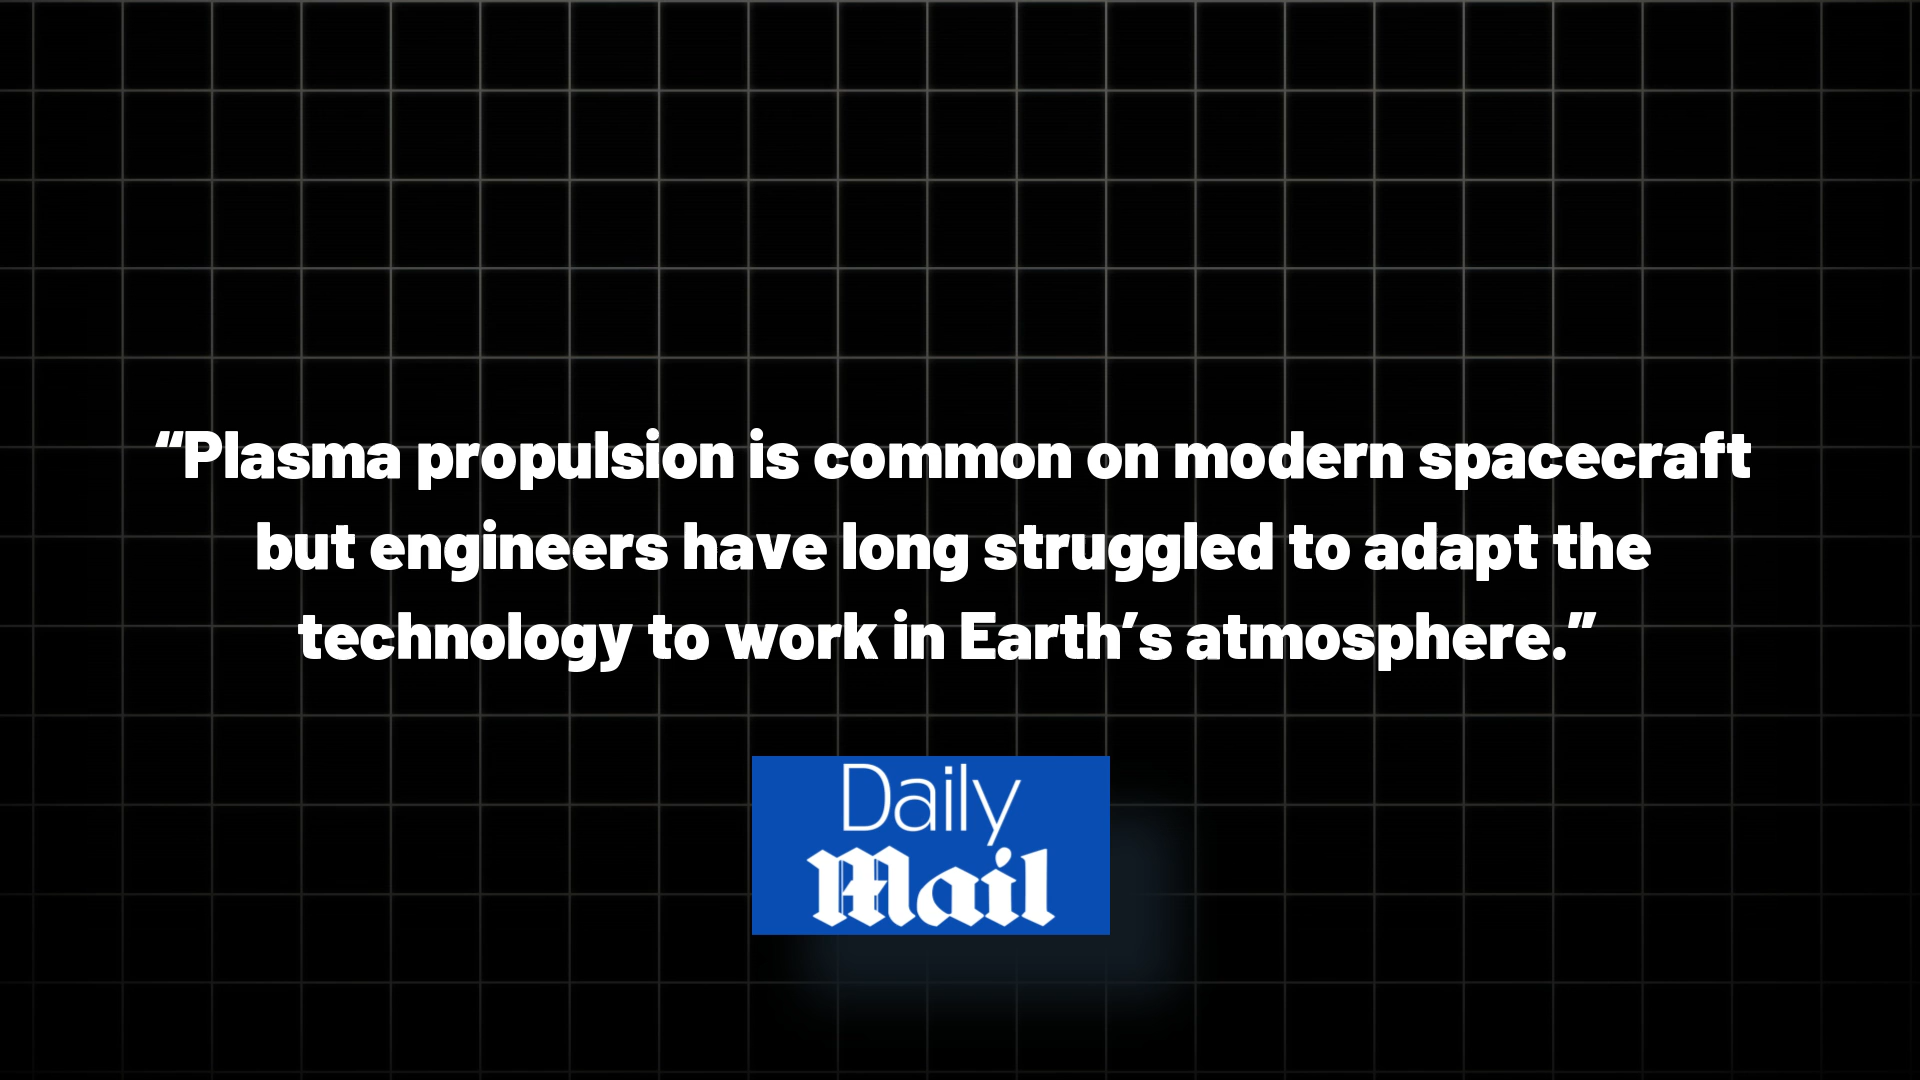 “Plasma propulsion is common on modern spacecraft
but engineers have long struggled to adapt the
technology to work in Earth’s atmosphere.”
Daily
Mail